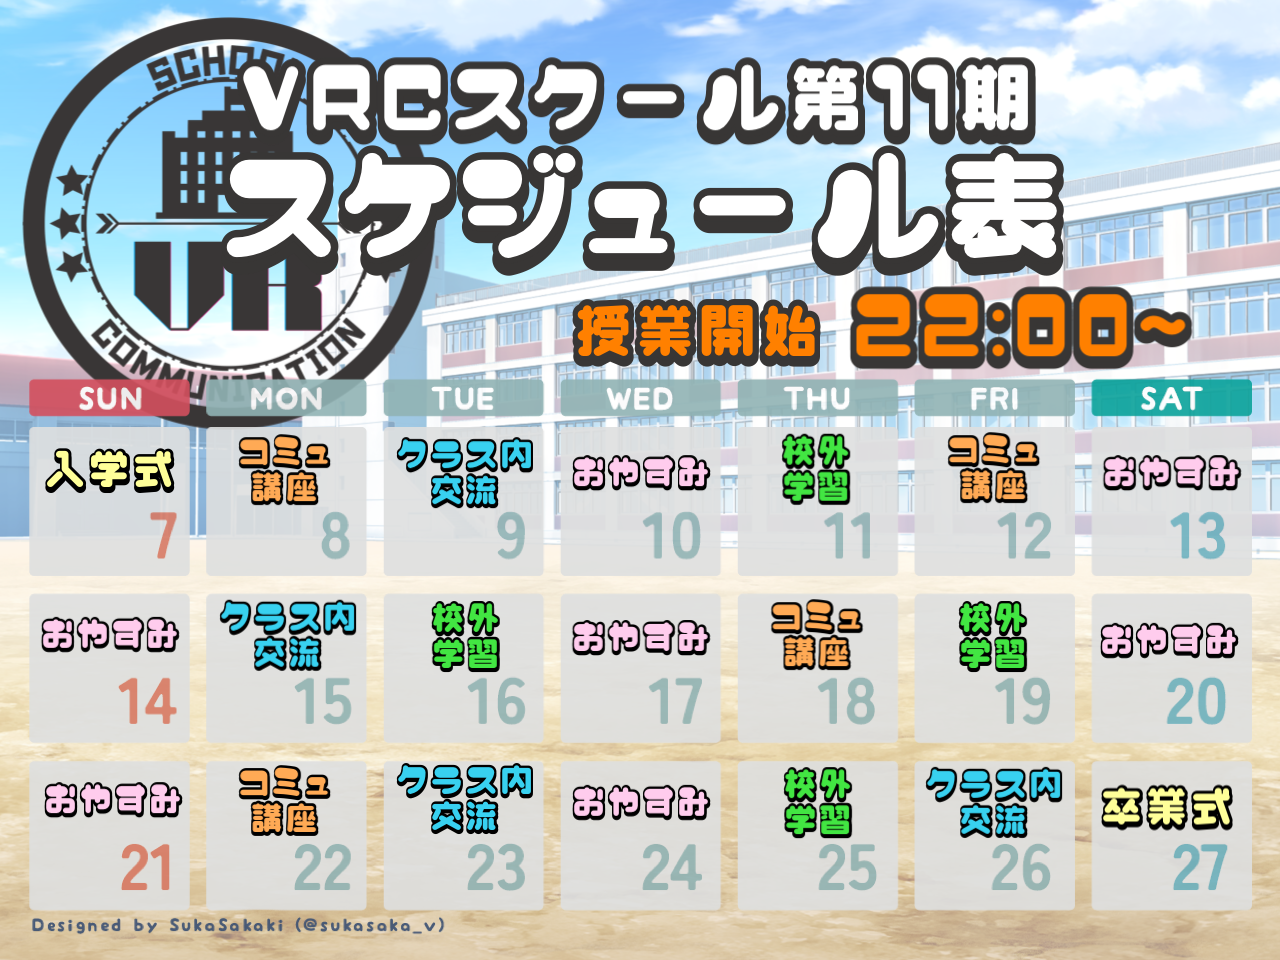 SCHOOL
VRCスクール第11期
スケジュール表
VR
COMMUNICATION
授業開始 22:00~
SUN MON TUE WED THU FRI SAT
入学式 7
コミュ
講座 8
クラス内
交流 9
おやすみ 10
校外
学習 11
コミュ
講座 12
おやすみ 13
おやすみ 14
クラス内
交流 15
校外
学習 16
おやすみ 17
コミュ
講座 18
校外
学習 19
おやすみ 20
おやすみ 21
コミュ
講座 22
クラス内
交流 23
おやすみ 24
校外
学習 25
クラス内
交流 26
卒業式 27
Designed by SukaSakaki (@sukasaka_v)